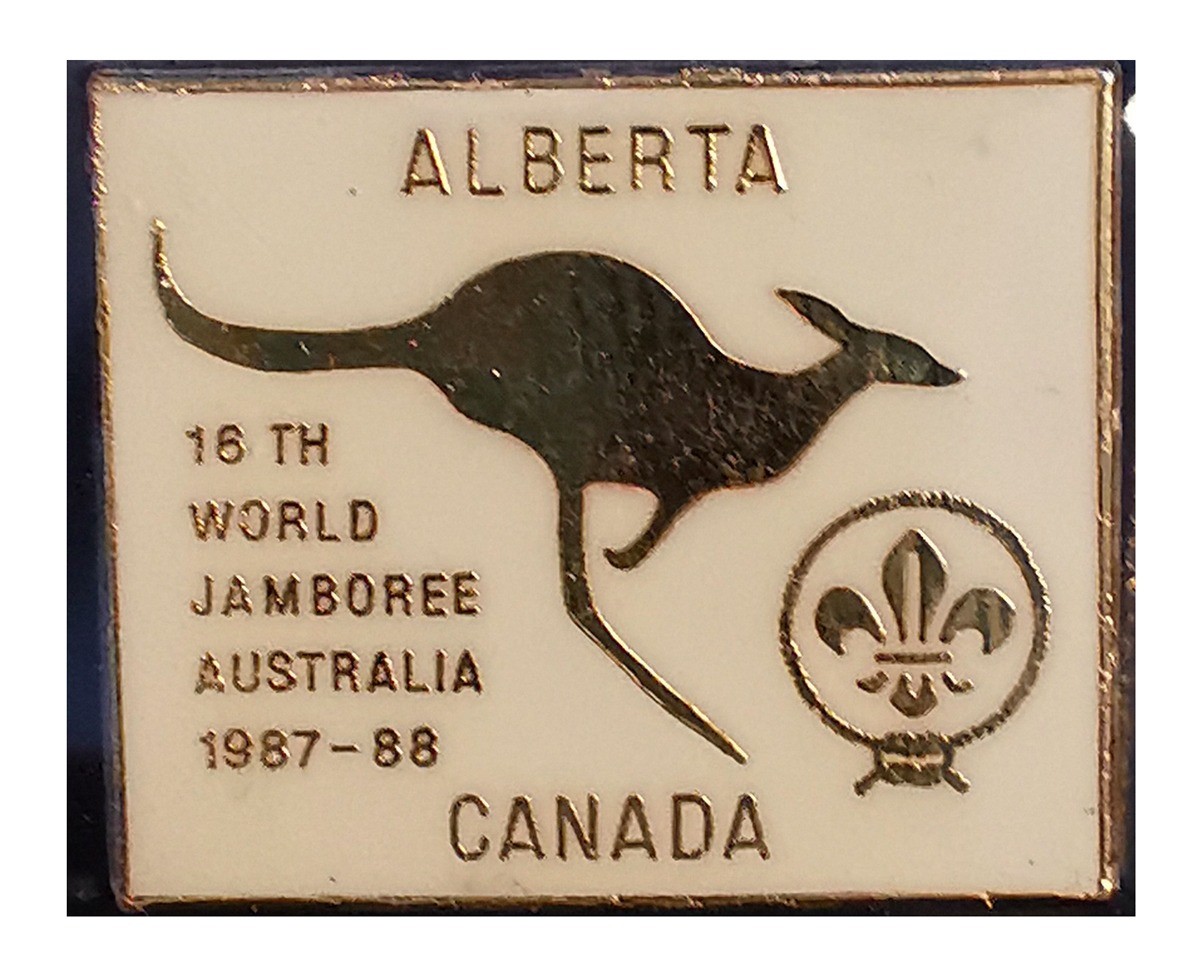 ALBERTA
16 TH
WORLD
JAMBOREE
AUSTRALIA
1987-88
CANADA